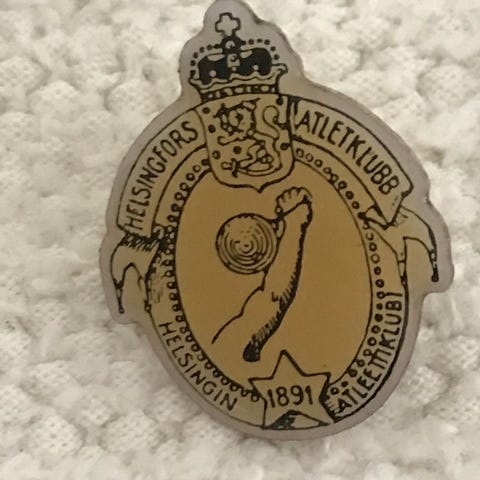 HELSINGFORS ATLETKLUBB
HELSINGIN ATLEETTIKLUBI
1891